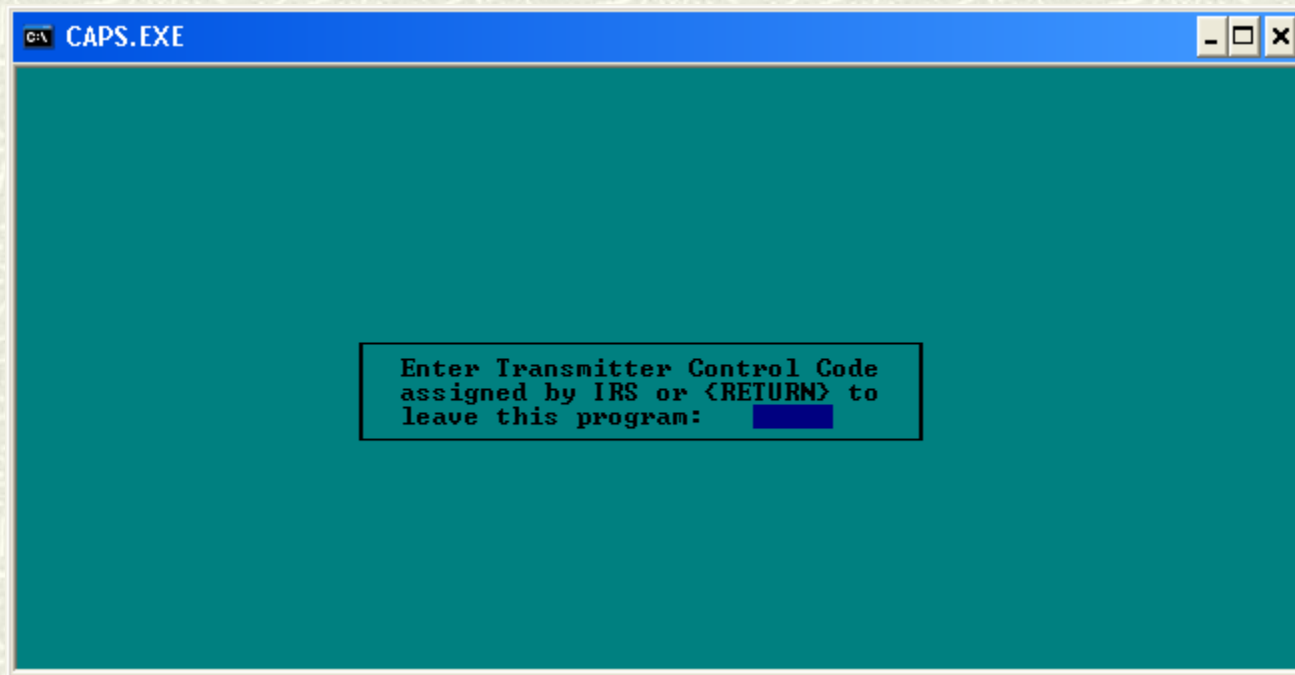 C:\ CAPS.EXE
Enter Transmitter Control Code
assigned by IRS or {RETURN} to
leave this program: